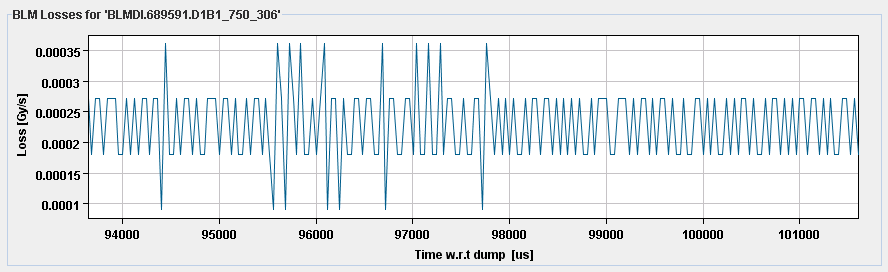 BLM Losses for 'BLMDI.689591.D1B1_750_306'
0.00035
0.0003
0.00025
0.0002
0.00015
0.0001
Loss [Gy/s]
94000 95000 96000 97000 98000 99000 100000 101000
Time w.r.t dump [us]